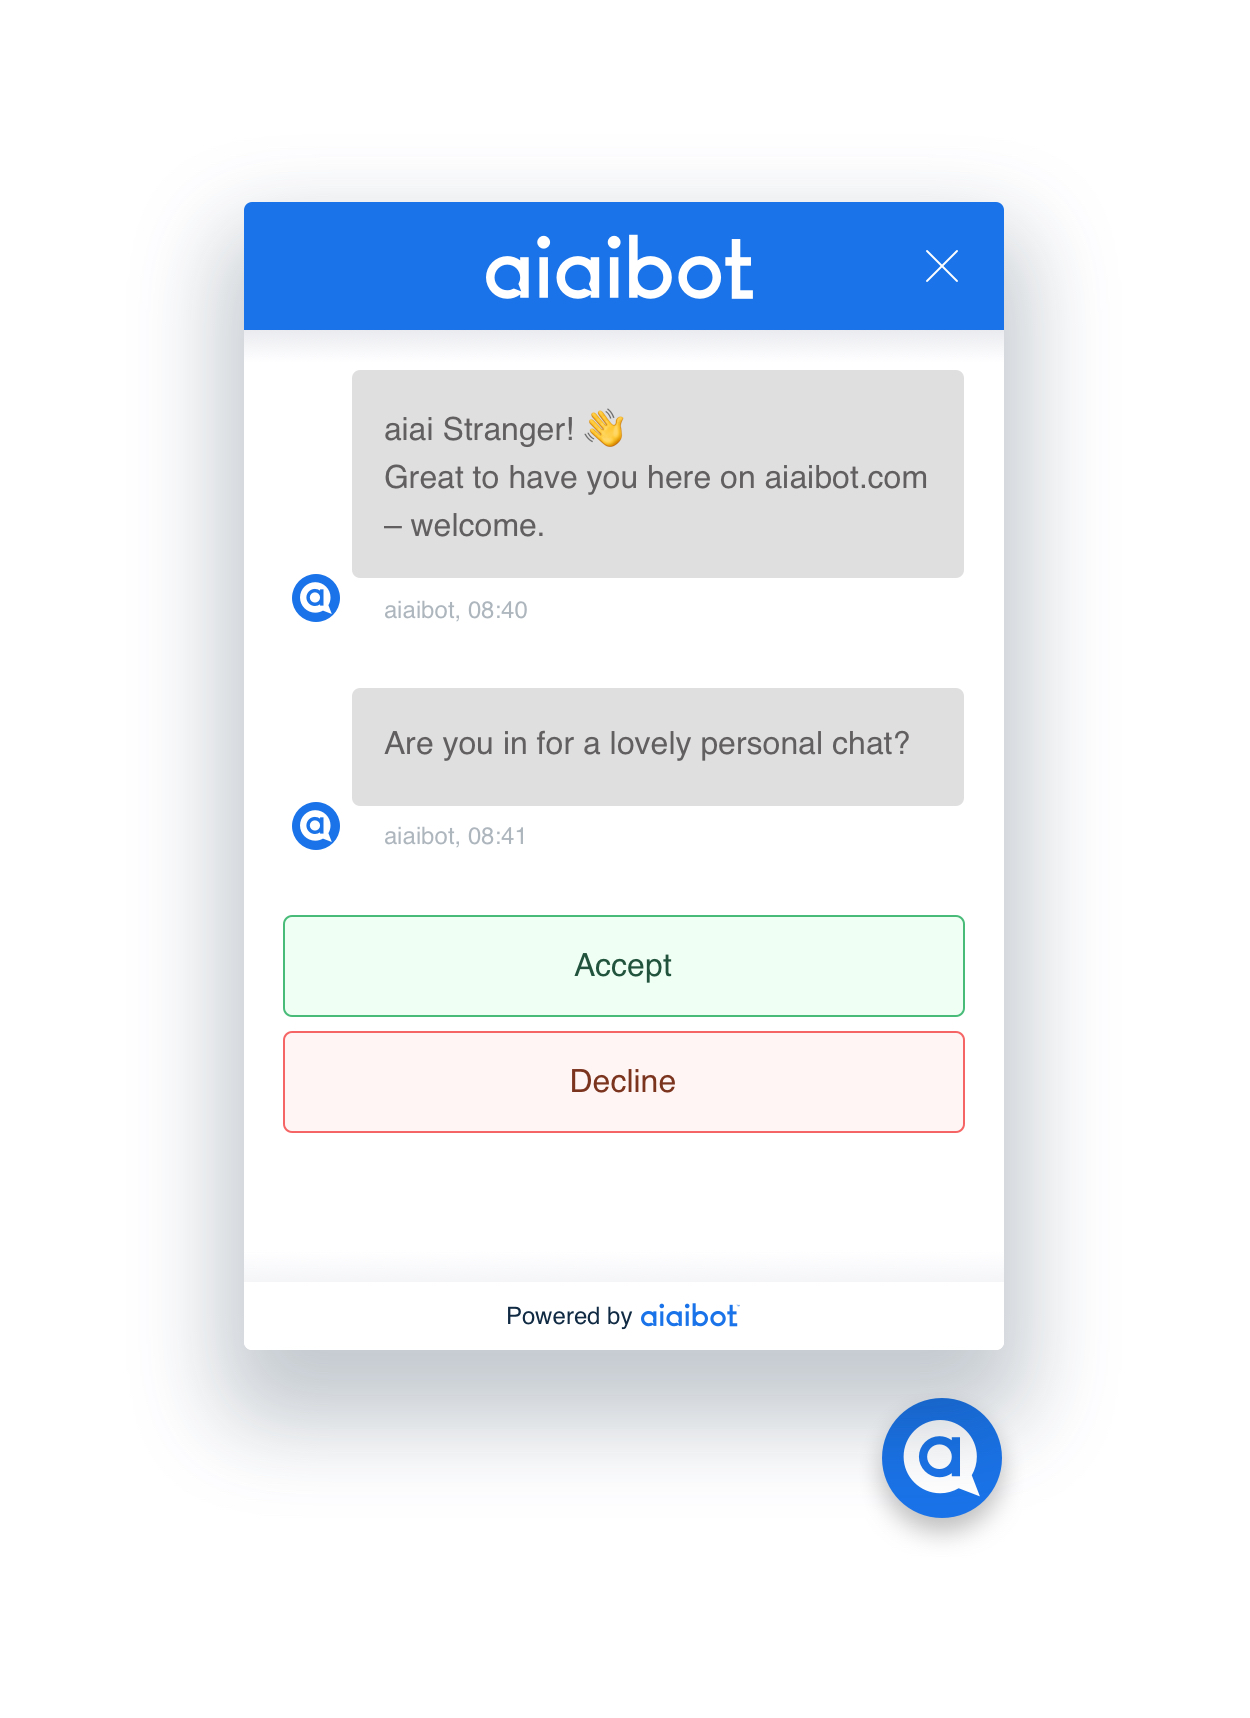 aiaibot
aiai Stranger! 👋
Great to have you here on aiaibot.com
– welcome.
aiaibot, 08:40
Are you in for a lovely personal chat?
aiaibot, 08:41
Accept
Decline
Powered by aiaibot